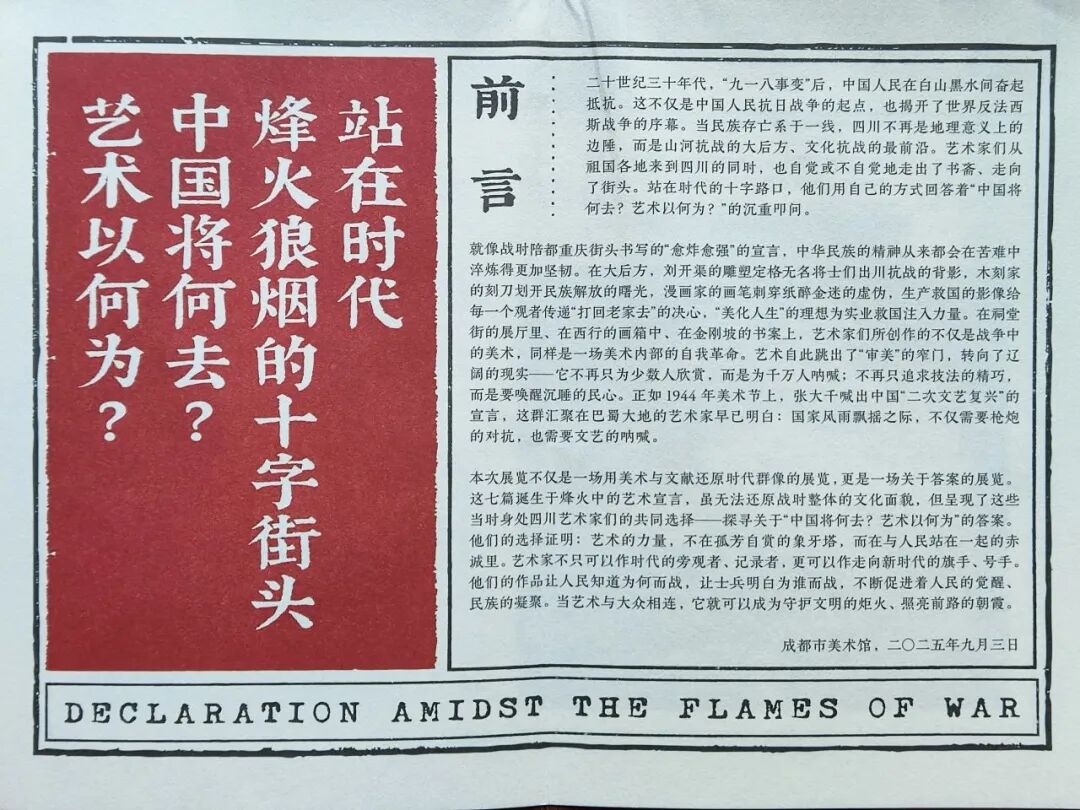 站在时代
烽火狼烟的十字街头
中国将何去？
艺术以何为？
前言
二十世纪三十年代，“九一八事变”后，中国人民在白山黑水间奋起
抵抗。这不仅是中国人民抗日战争的起点，也揭开了世界反法西
斯战争的序幕。当民族存亡系于一线，四川不再是地理意义上的
边陲，而是山河抗战的大后方、文化抗战的最前沿。艺术家们从
祖国各地来到四川的同时，也自觉或不自觉地走出了书斋、走向
了街头。站在时代的十字路口，他们用自己的方式回答着“中国将
何去？艺术以何为？”的沉重叩问。
就像战时陪都重庆街头书写的“愈炸愈强”的宣言，中华民族的精神从来都会在苦难中
淬炼得更加坚韧。在大后方，刘开渠的雕塑定格无名将士们出川抗战的背影，木刻家
的刻刀划开民族解放的曙光，漫画家的画笔刺穿纸醉金迷的虚伪，生产救国的影像给
每一个观者传递“打回老家去”的决心，“美化人生”的理想为实业救国注入力量。在祠堂
街的展厅里、在西行的画箱中、在金刚坡的书案上，艺术家们所创作的不仅是战争中
的美术，同样是一场美术内部的自我革命。艺术自此跳出了“审美”的窄门，转向了辽
阔的现实——它不再只为少数人欣赏，而是为千万人呐喊；不再只追求技法的精巧，
而是要唤醒沉睡的民心。正如 1944 年美术节上，张大千喊出中国“二次文艺复兴”的
宣言，这群汇聚在巴蜀大地的艺术家早已明白：国家风雨飘摇之际，不仅需要枪炮
的对抗，也需要文艺的呐喊。
本次展览不仅是一场用美术与文献还原时代群像的展览，更是一场关于答案的展览。
这七篇诞生于烽火中的艺术宣言，虽无法还原战时整体的文化面貌，但呈现了这些
当时身处四川艺术家们的共同选择——探寻关于“中国将何去？艺术以何为”的答案。
他们的选择证明：艺术的力量，不在孤芳自赏的象牙塔，而在与人民站在一起的赤
诚里。艺术家不只可以作时代的旁观者、记录者，更可以作走向新时代的旗手、号手。
他们的作品让人民知道为何而战，让士兵明白为谁而战，不断促进着人民的觉醒、
民族的凝聚。当艺术与大众相连，它就可以成为守护文明的炬火、照亮前路的朝霞。
成都市美术馆，二〇二五年九月三日
DECLARATION AMIDST THE FLAMES OF WAR